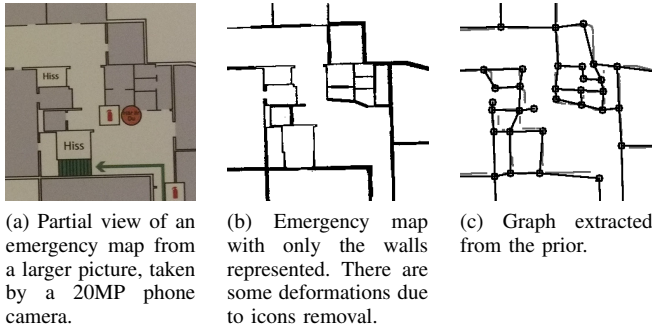 Hiss
Hiss
(a) Partial view of an
emergency map from
a larger picture, taken
by a 20MP phone
camera.
(b) Emergency map
with only the walls
represented. There are
some deformations due
to icons removal.
(c) Graph extracted
from the prior.